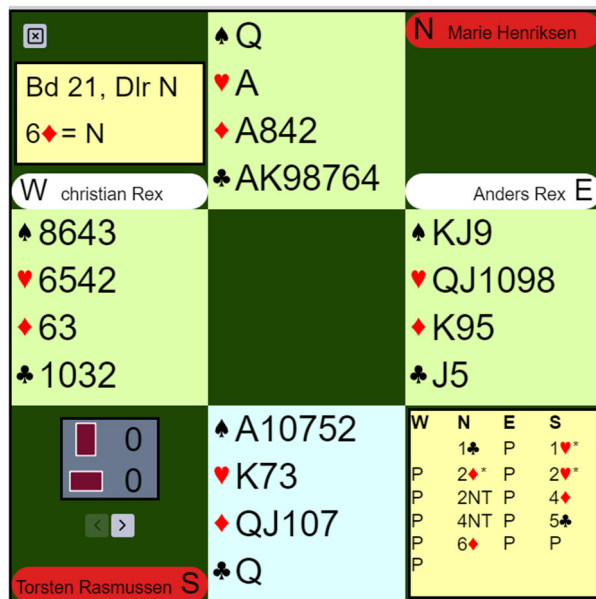 ♠ Q
N Marie Henriksen
♥ A
Bd 21, Dlr N
♦ A842
6♦ = N
♣ AK98764
W christian Rex
Anders Rex E
♠ 8643
♥ 6542
♦ 63
♣ 1032
♠ KJ9
♥ QJ1098
♦ K95
♣ J5
0
0
< >
♠ A10752
♥ K73
♦ QJ107
♣ Q
Torsten Rasmussen S
W N E S
1♣ P 1♥*
P 2♦* P 2♥*
P 2NT P 4♦
P 4NT P 5♣
P 6♦ P P
P